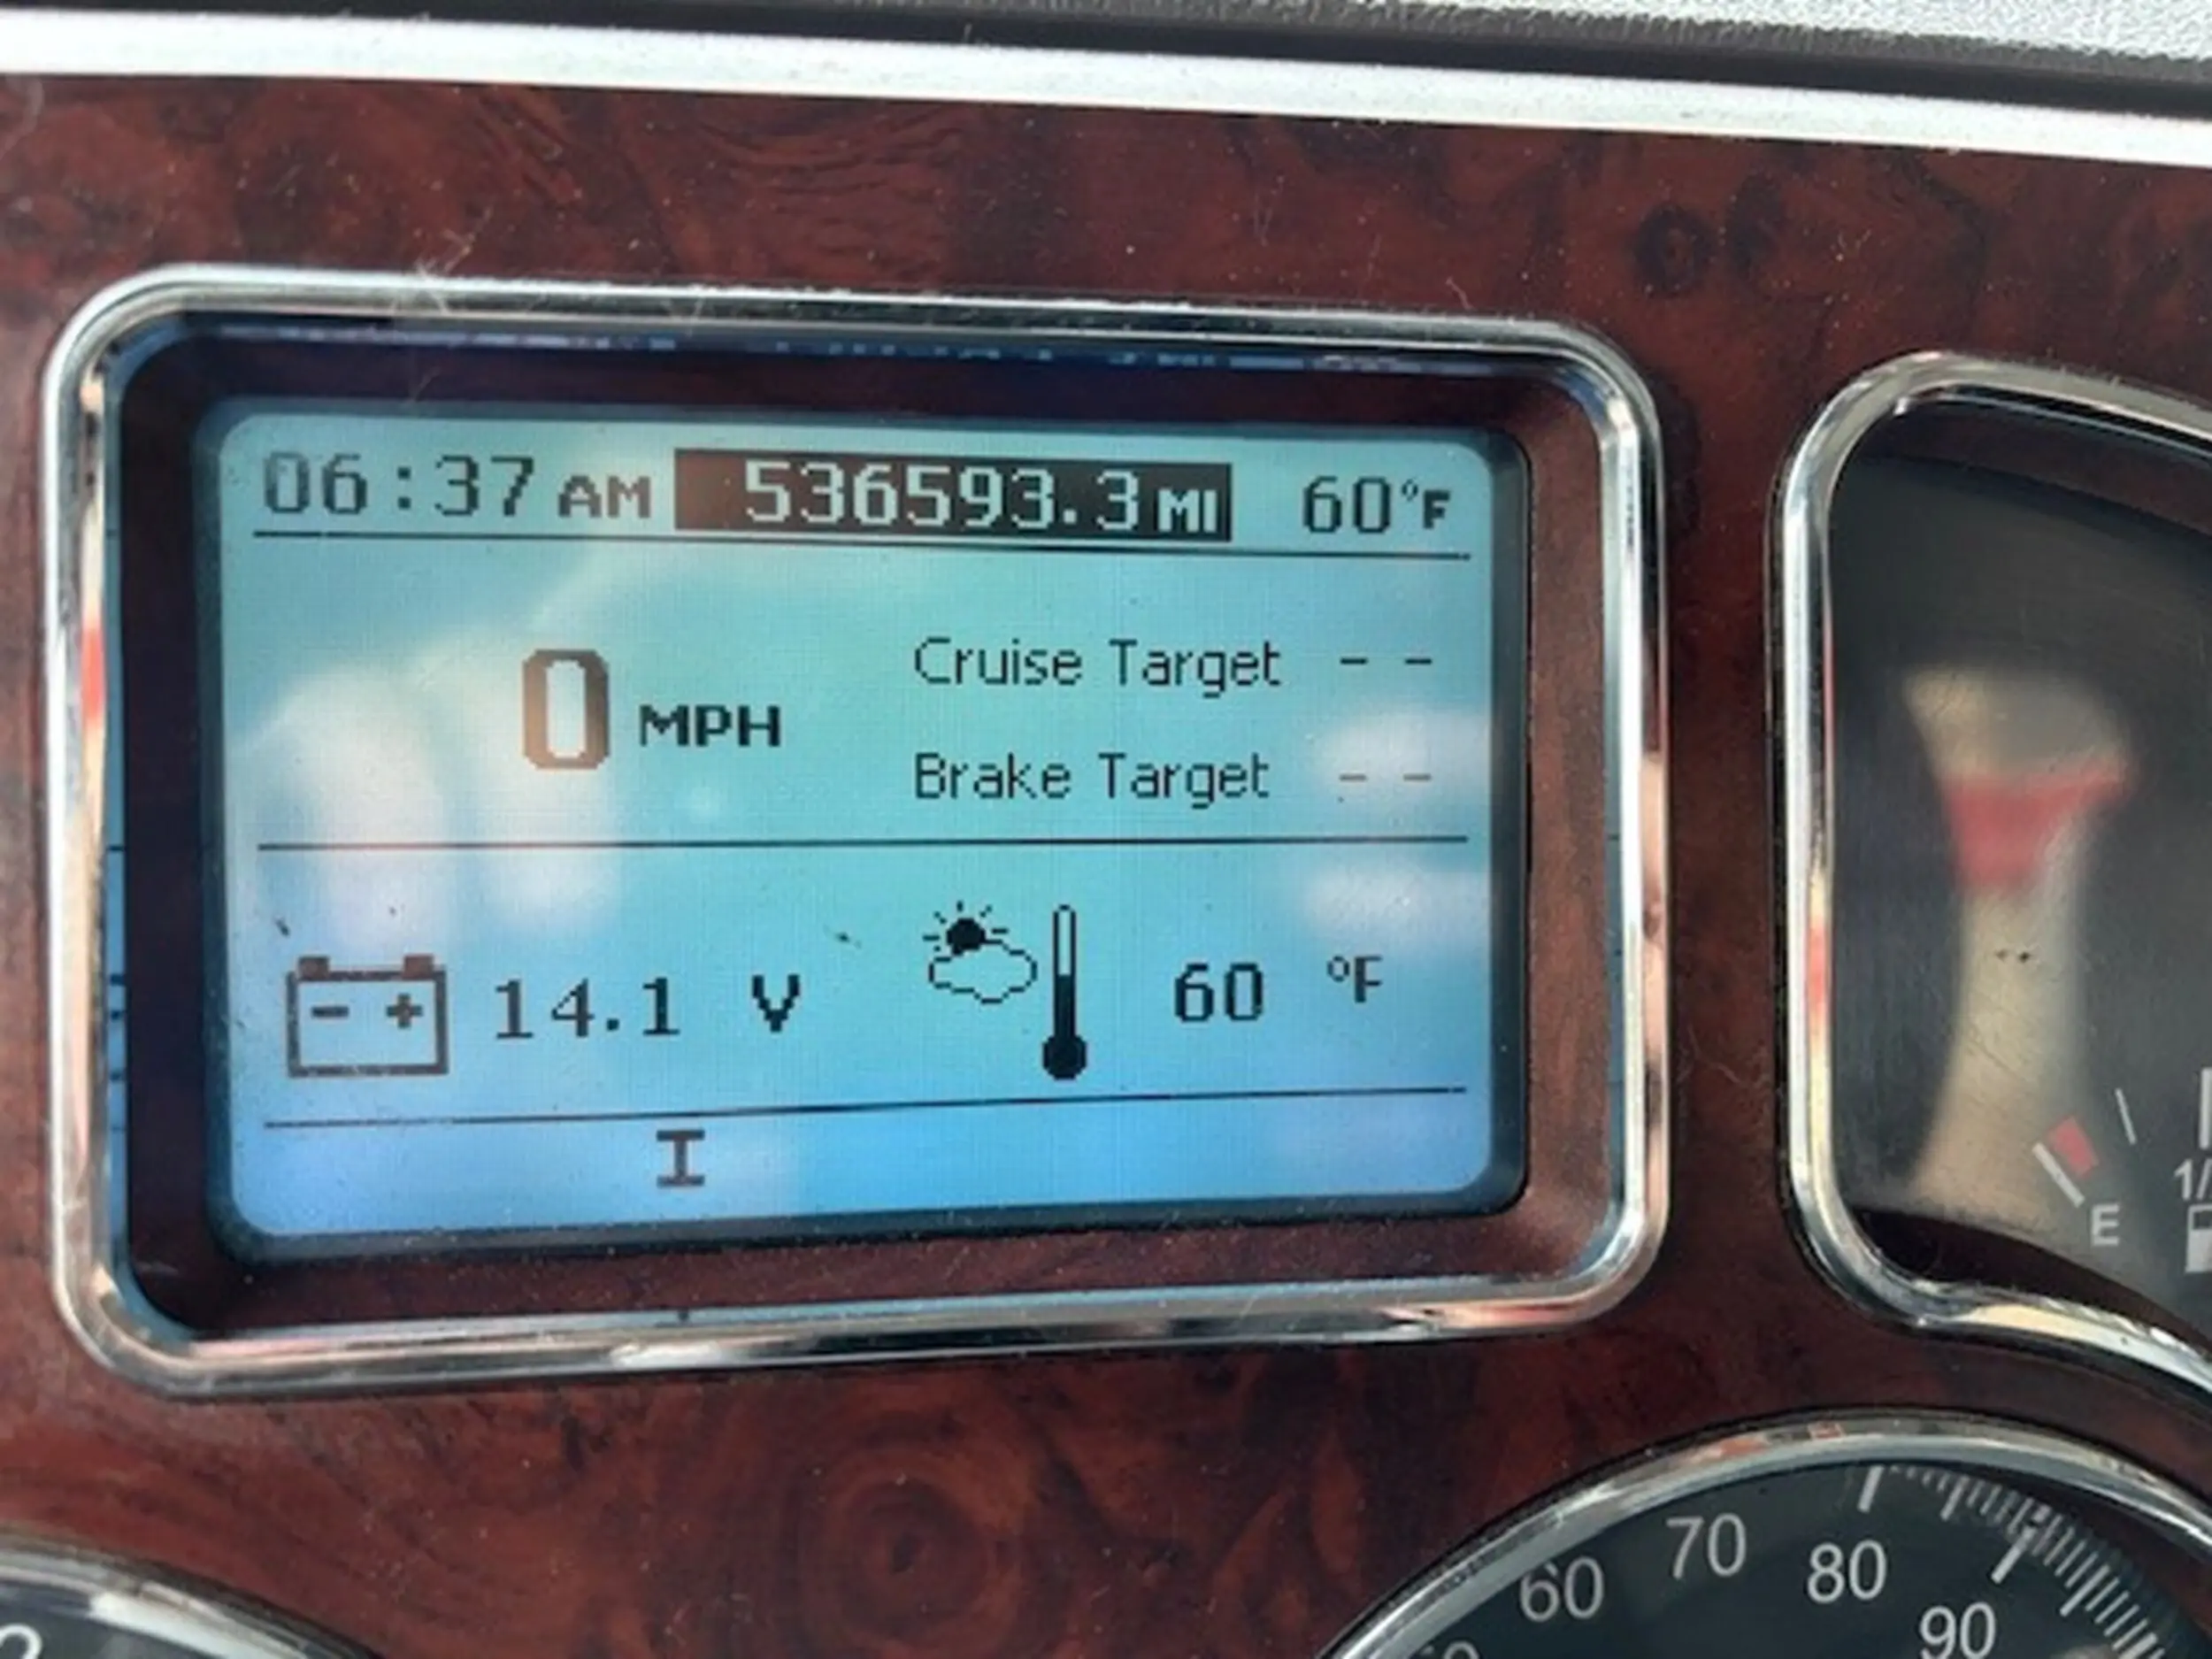 06:37 AM 536593.3 MI 60°F
0 MPH
Cruise Target - -
Brake Target - -
- + 14.1 V 60 °F
I
E
60 70 80 90